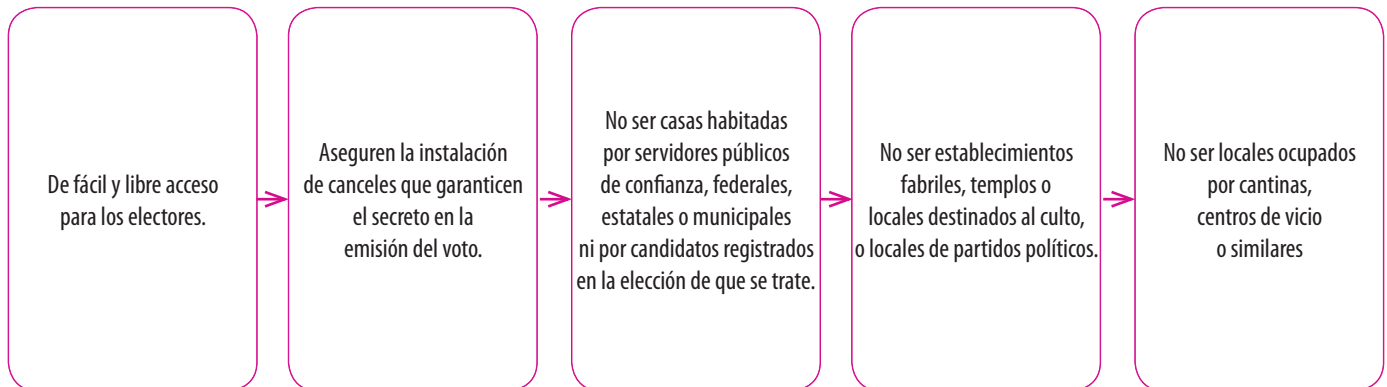 De fácil y libre acceso
para los electores.
Aseguren la instalación
de canceles que garanticen
el secreto en la
emisión del voto.
No ser casas habitadas
por servidores públicos
de confianza, federales,
estatales o municipales
ni por candidatos registrados
en la elección de que se trate.
No ser establecimientos
fabriles, templos o
locales destinados al culto,
o locales de partidos políticos.
No ser locales ocupados
por cantinas,
centros de vicio
o similares